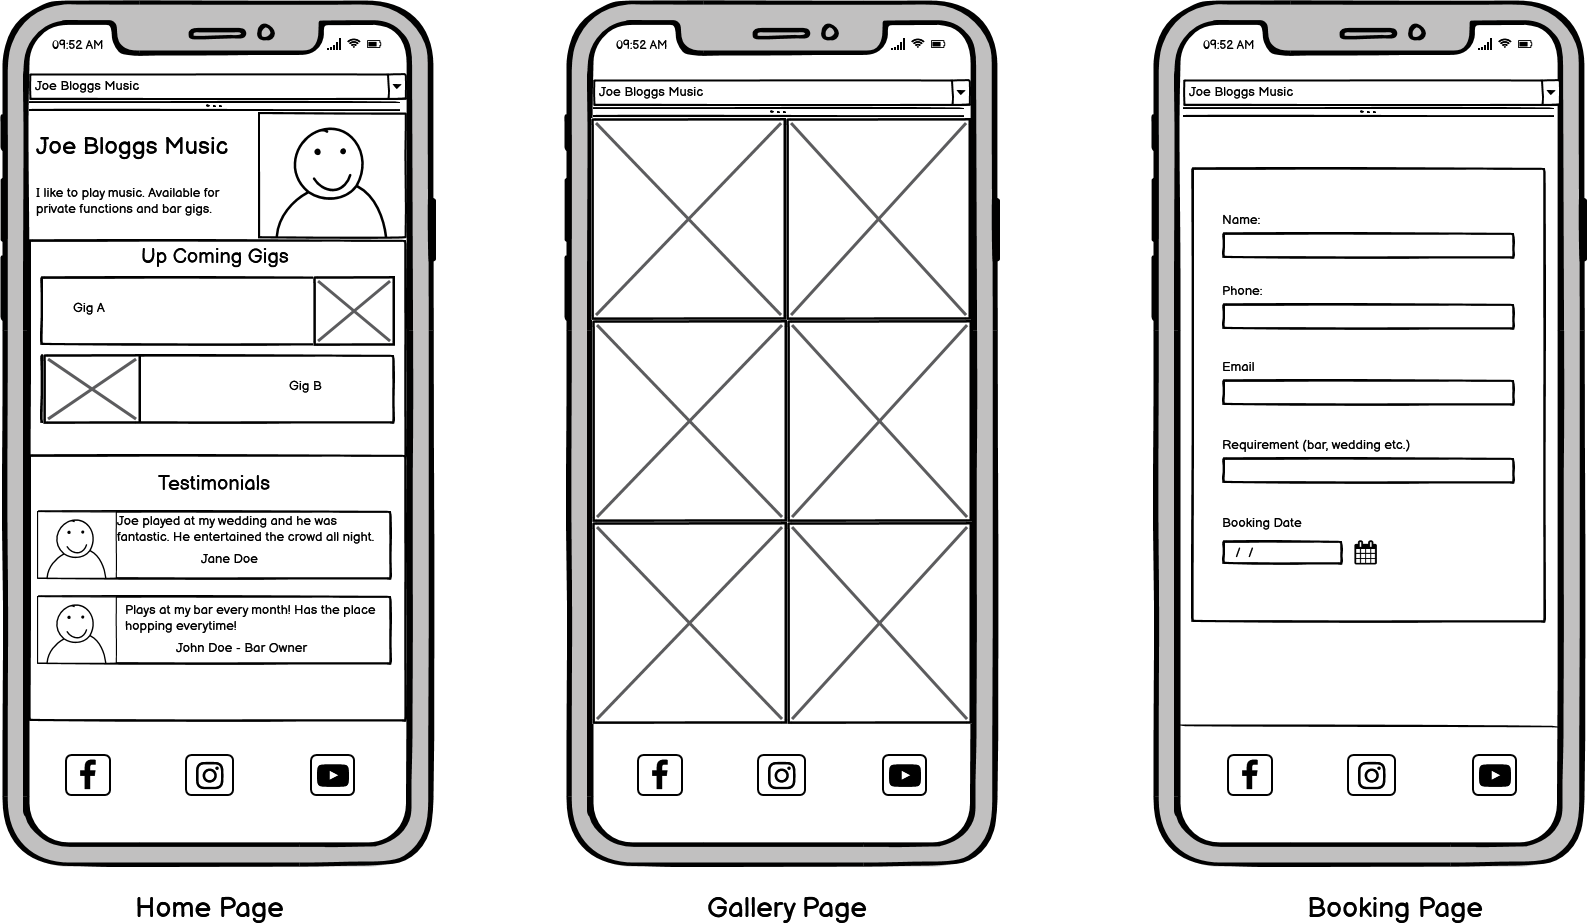 09:52 AM
Joe Bloggs Music
Joe Bloggs Music
I like to play music. Available for
private functions and bar gigs.
Up Coming Gigs
Gig A
Gig B
Testimonials
Joe played at my wedding and he was
fantastic. He entertained the crowd all night.
Jane Doe
Plays at my bar every month! Has the place
hopping everytime!
John Doe - Bar Owner
Home Page
09:52 AM
Joe Bloggs Music
Gallery Page
09:52 AM
Joe Bloggs Music
Name:
Phone:
Email
Requirement (bar, wedding etc.)
Booking Date
/ /
Booking Page